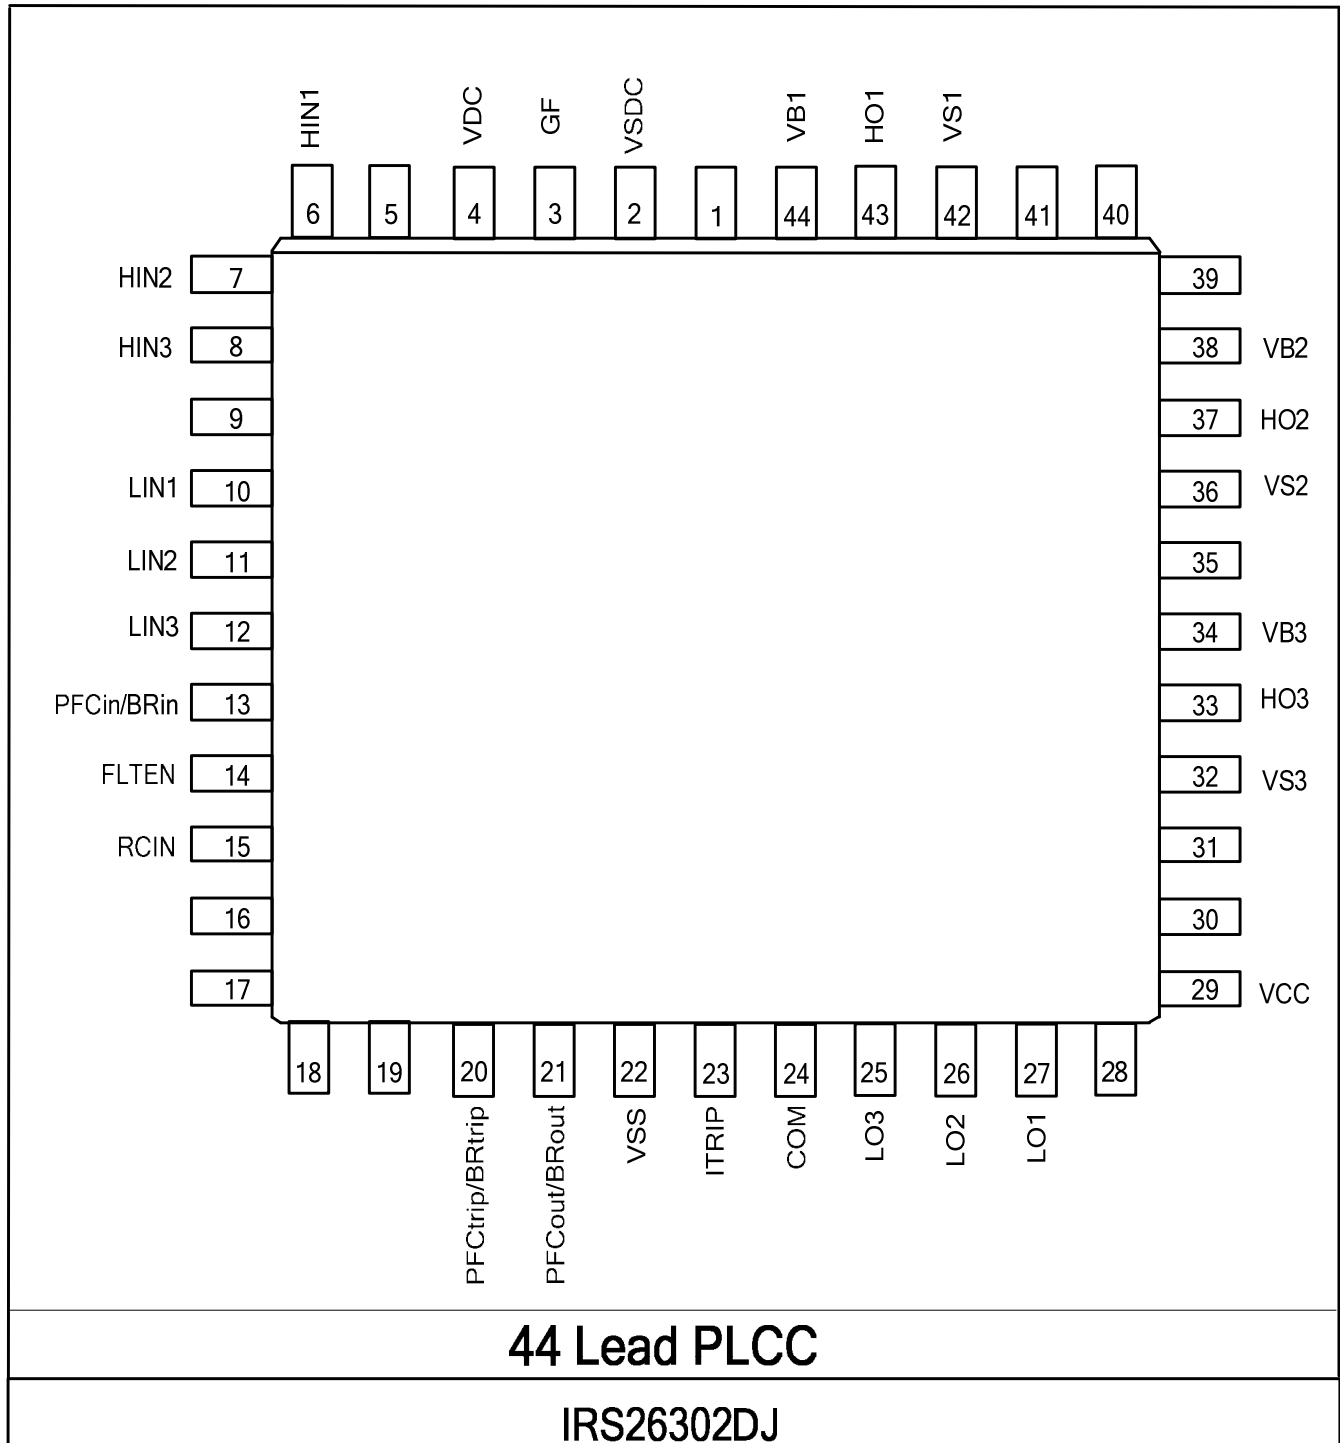 HIN1
VDC
GF
VSDC
VB1
HO1
VS1
6
5
4
3
2
1
44
43
42
41
40
HIN2 7
39
HIN3 8
38 VB2
9
37 HO2
LIN1 10
36 VS2
LIN2 11
35
LIN3 12
34 VB3
PFCin/BRin 13
33 HO3
FLTEN 14
32 VS3
RCIN 15
31
16
30
17
29 VCC
18
19
20
21
22
23
24
25
26
27
28
PFCtrip/BRtrip
PFCout/BRout
VSS
ITRIP
COM
LO3
LO2
LO1
44 Lead PLCC
IRS26302DJ